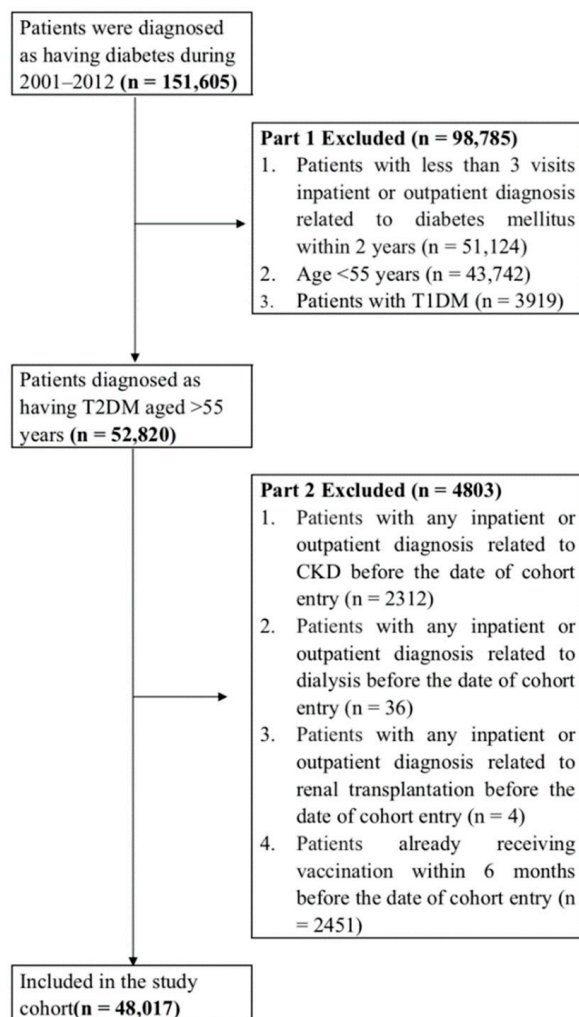 Patients were diagnosed
as having diabetes during
2001–2012 (n = 151,605)
Part 1 Excluded (n = 98,785)
1. Patients with less than 3 visits
inpatient or outpatient diagnosis
related to diabetes mellitus
within 2 years (n = 51,124)
2. Age <55 years (n = 43,742)
3. Patients with T1DM (n = 3919)
Patients diagnosed as
having T2DM aged >55
years (n = 52,820)
Part 2 Excluded (n = 4803)
1. Patients with any inpatient or
outpatient diagnosis related to
CKD before the date of cohort
entry (n = 2312)
2. Patients with any inpatient or
outpatient diagnosis related to
dialysis before the date of cohort
entry (n = 36)
3. Patients with any inpatient or
outpatient diagnosis related to
renal transplantation before the
date of cohort entry (n = 4)
4. Patients already receiving
vaccination within 6 months
before the date of cohort entry (n
= 2451)
Included in the study
cohort(n = 48,017)